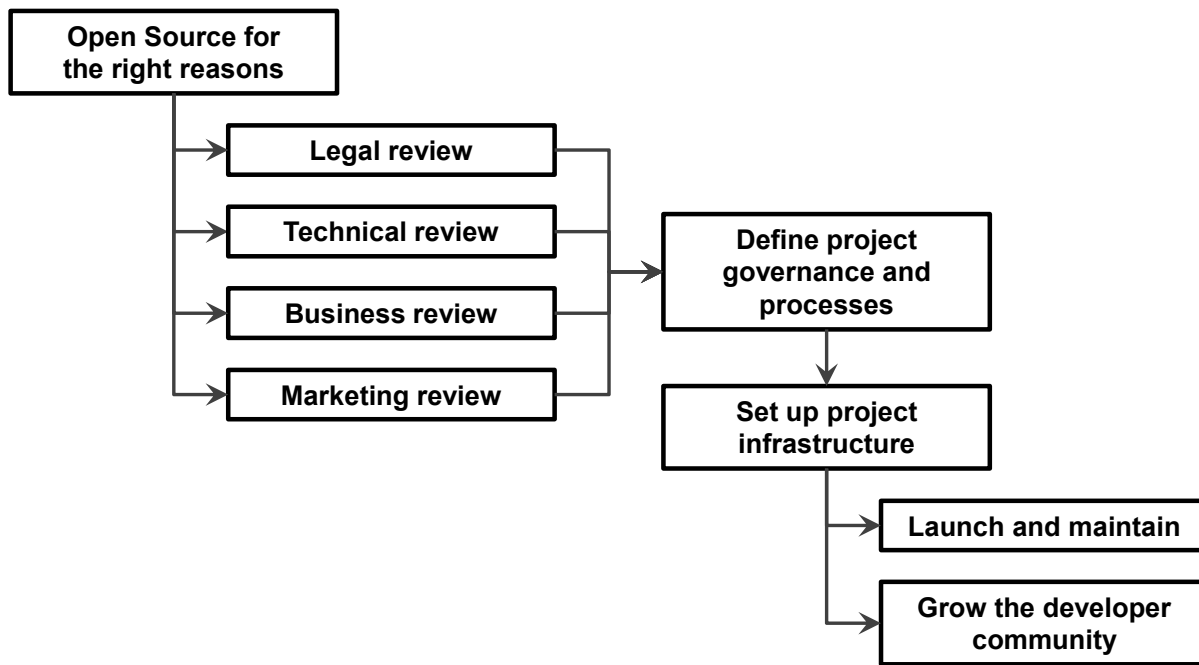 Open Source for
the right reasons
Legal review
Technical review
Business review
Marketing review
Define project
governance and
processes
Set up project
infrastructure
Launch and maintain
Grow the developer
community